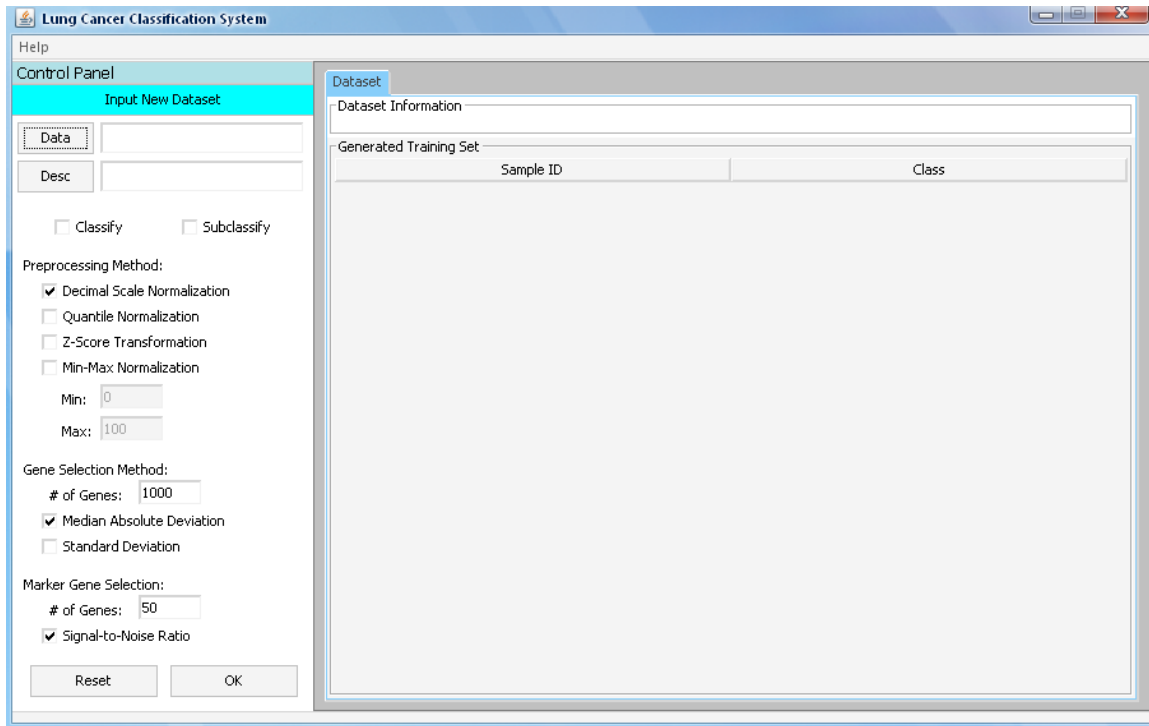 Lung Cancer Classification System
Help
Control Panel
Input New Dataset
Data
Desc
Classify Subclassify
Preprocessing Method:
Decimal Scale Normalization
Quantile Normalization
Z-Score Transformation
Min-Max Normalization
Min: 0
Max: 100
Gene Selection Method:
# of Genes: 1000
Median Absolute Deviation
Standard Deviation
Marker Gene Selection:
# of Genes: 50
Signal-to-Noise Ratio
Reset OK
Dataset
Dataset Information
Generated Training Set
Sample ID Class